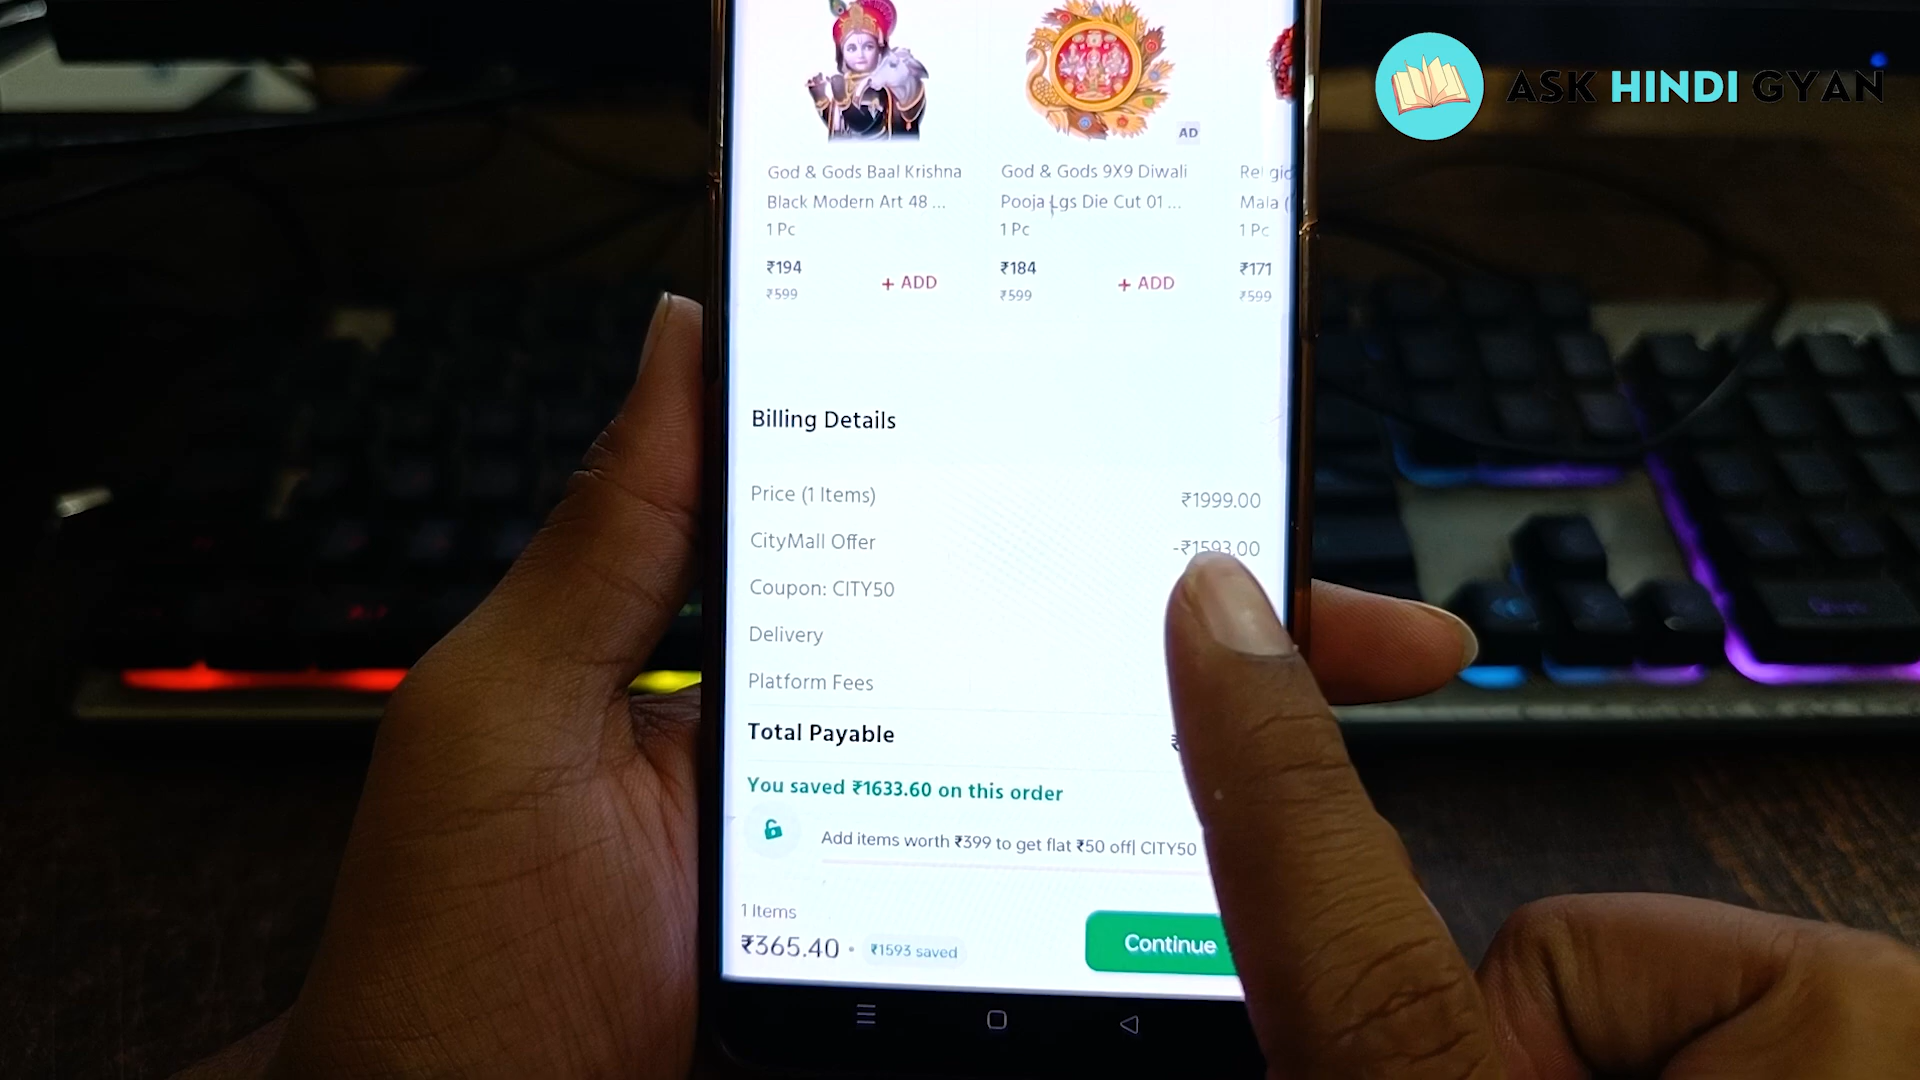 ASK HINDI GYAN
AD
God & Gods Baal Krishna
Black Modern Art 48 ...
1 Pc
₹194
₹599
+ ADD
God & Gods 9X9 Diwali
Pooja Lgs Die Cut 01 ...
1 Pc
₹184
₹599
+ ADD
Mala (
1 Pc
₹171
₹599
Billing Details
Price (1 Items) ₹1999.00
CityMall Offer -₹1593.00
Coupon: CITY50
Delivery
Platform Fees
Total Payable ₹
You saved ₹1633.60 on this order
Add items worth ₹399 to get flat ₹50 off| CITY50
1 Items
₹365.40 • ₹1593 saved
Continue